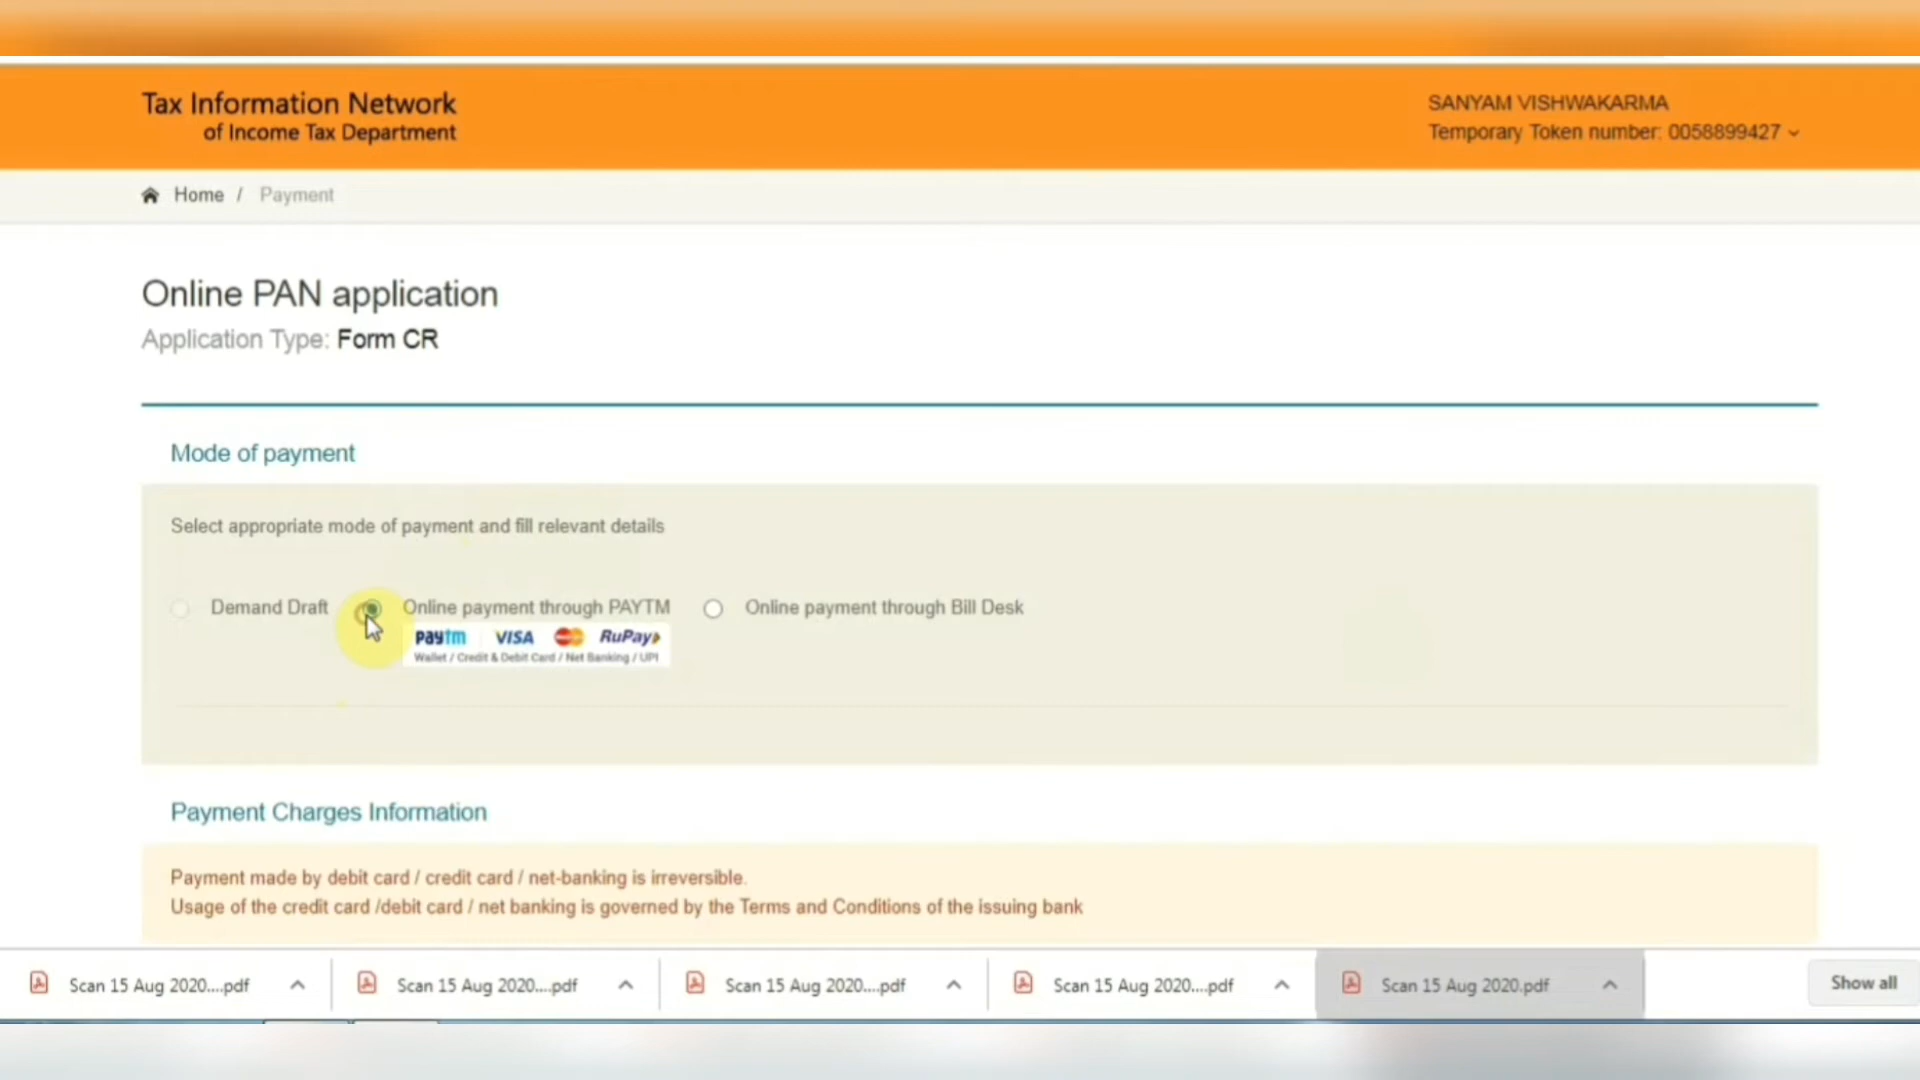 Tax Information Network
of Income Tax Department
SANYAM VISHWAKARMA
Temporary Token number: 0058899427
Home / Payment
Online PAN application
Application Type: Form CR
Mode of payment
Select appropriate mode of payment and fill relevant details
Demand Draft Online payment through PAYTM Online payment through Bill Desk
paytm VISA RuPay
Wallet / Credit & Debit Card / Net Banking / UPI
Payment Charges Information
Payment made by debit card / credit card / net-banking is irreversible.
Usage of the credit card /debit card / net banking is governed by the Terms and Conditions of the issuing bank
Scan 15 Aug 2020....pdf Scan 15 Aug 2020....pdf Scan 15 Aug 2020....pdf Scan 15 Aug 2020....pdf Scan 15 Aug 2020.pdf Show all